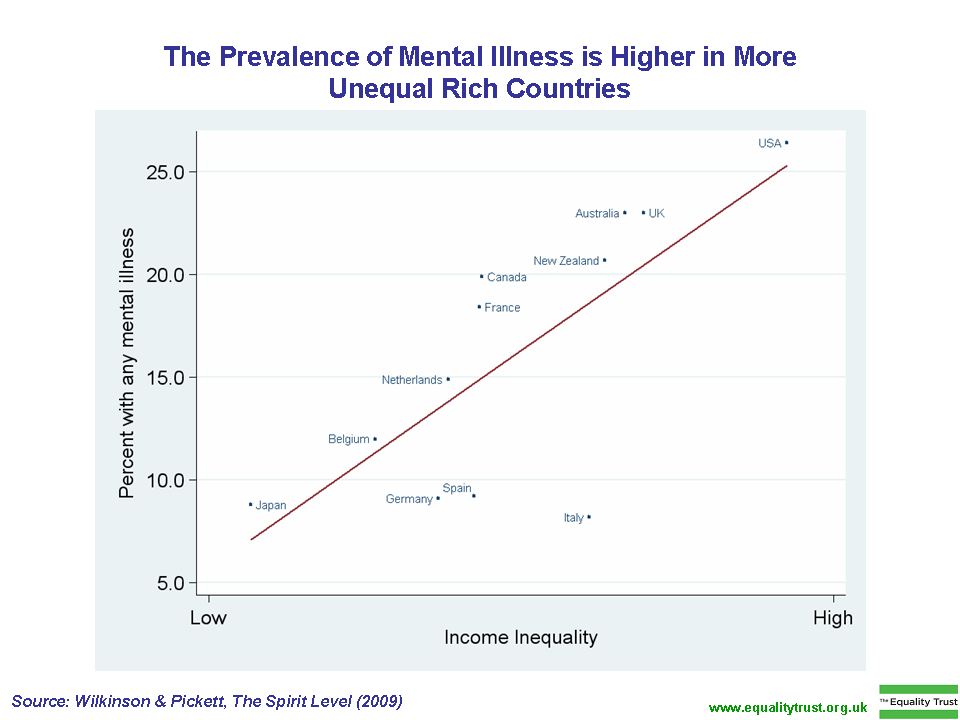 The Prevalence of Mental Illness is Higher in More
Unequal Rich Countries
Percent with any mental illness
25.0
20.0
15.0
10.0
5.0
USA
Australia
UK
New Zealand
Canada
France
Netherlands
Belgium
Spain
Germany
Japan
Italy
Low
High
Income Inequality
Source: Wilkinson & Pickett, The Spirit Level (2009)
www.equalitytrust.org.uk
The Equality Trust